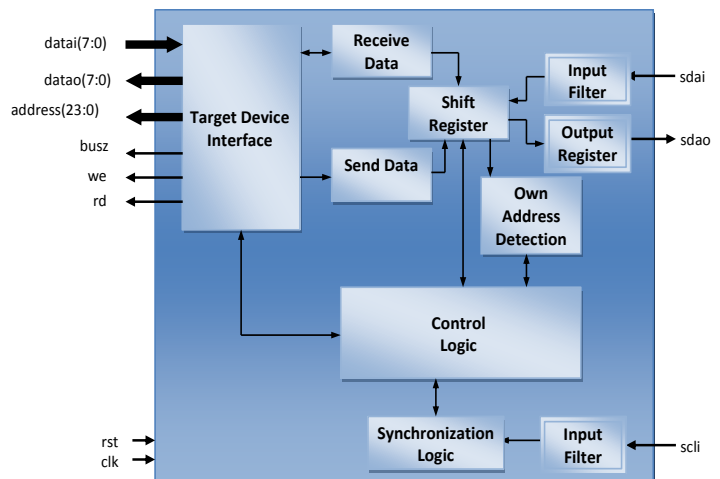 datai(7:0)
datao(7:0)
address(23:0)
busz
we
rd
rst
clk
Target Device
Interface
Receive
Data
Send Data
Shift
Register
Input
Filter
Output
Register
Own
Address
Detection
Control
Logic
Synchronization
Logic
Input
Filter
sdai
sdao
scli